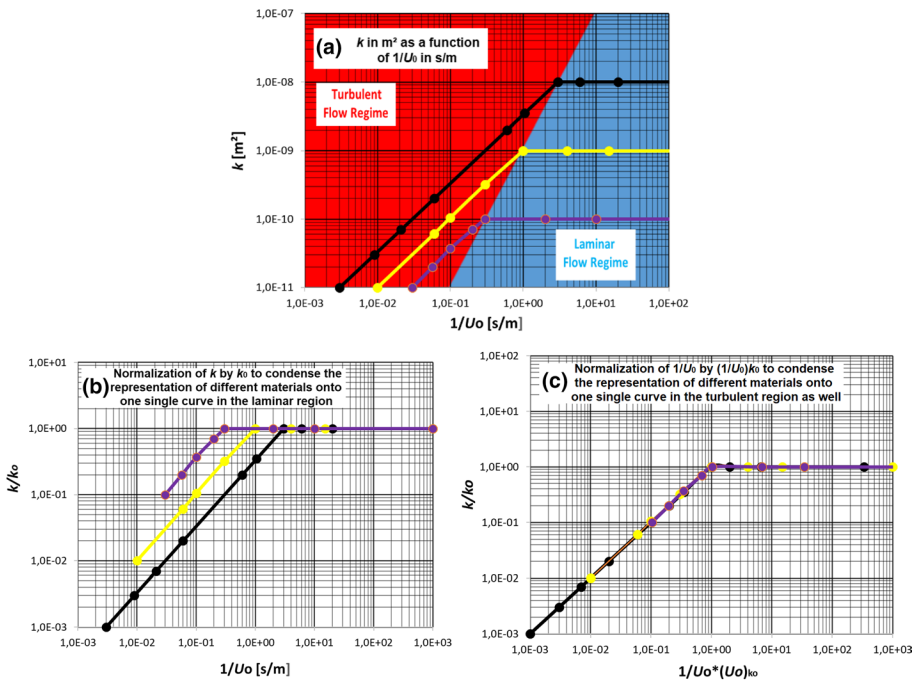 1,0E-07
(a)
k in m² as a function
of 1/U₀ in s/m
1,0E-08
Turbulent
Flow Regime
k [m²]
1,0E-09
1,0E-10
Laminar
Flow Regime
1,0E-11
1,0E-03 1,0E-02 1,0E-01 1,0E+00 1,0E+01 1,0E+02
1/Uo [s/m]
1,0E+01
(b)
Normalization of k by k₀ to condense the
representation of different materials onto
one single curve in the laminar region
1,0E+00
k/ko
1,0E-01
1,0E-02
1,0E-03
1,0E-03 1,0E-02 1,0E-01 1,0E+00 1,0E+01 1,0E+02 1,0E+03
1/Uo [s/m]
1,0E+02
(c)
Normalization of 1/U₀ by (1/U₀)k₀ to condense
the representation of different materials onto
one single curve in the turbulent region as well
1,0E+01
1,0E+00
k/ko
1,0E-01
1,0E-02
1,0E-03
1,0E-03 1,0E-02 1,0E-01 1,0E+00 1,0E+01 1,0E+02 1,0E+03
1/Uo*(Uo)ko